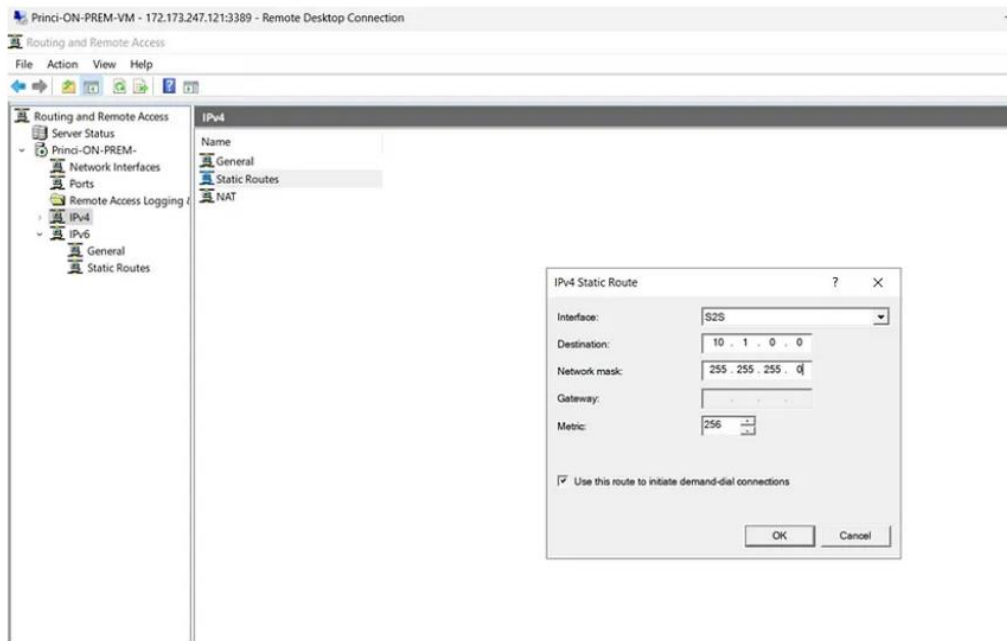 Princi-ON-PREM-VM - 172.173.247.121:3389 - Remote Desktop Connection
Routing and Remote Access
File Action View Help
Routing and Remote Access
Server Status
Princi-ON-PREM-
Network Interfaces
Ports
Remote Access Logging &
IPv4
IPv6
General
Static Routes
IPv4
Name
General
Static Routes
NAT
IPv4 Static Route ?
Interface: S2S
Destination: 10 . 1 . 0 . 0
Network mask: 255 . 255 . 255 . 0
Gateway: . . .
Metric: 256
Use this route to initiate demand-dial connections
OK Cancel